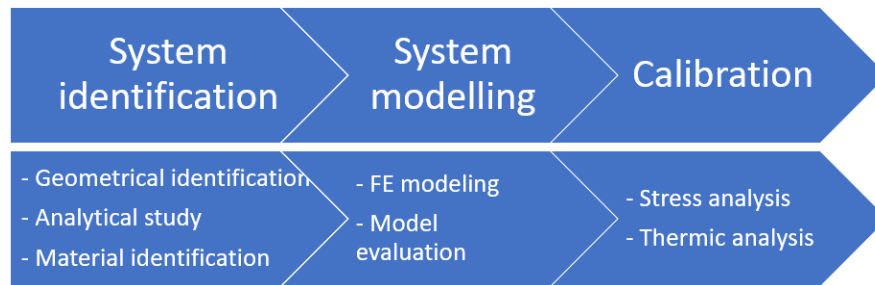 System
identification
System
modelling
Calibration
- Geometrical identification
- Analytical study
- Material identification
- FE modeling
- Model
evaluation
- Stress analysis
- Thermic analysis